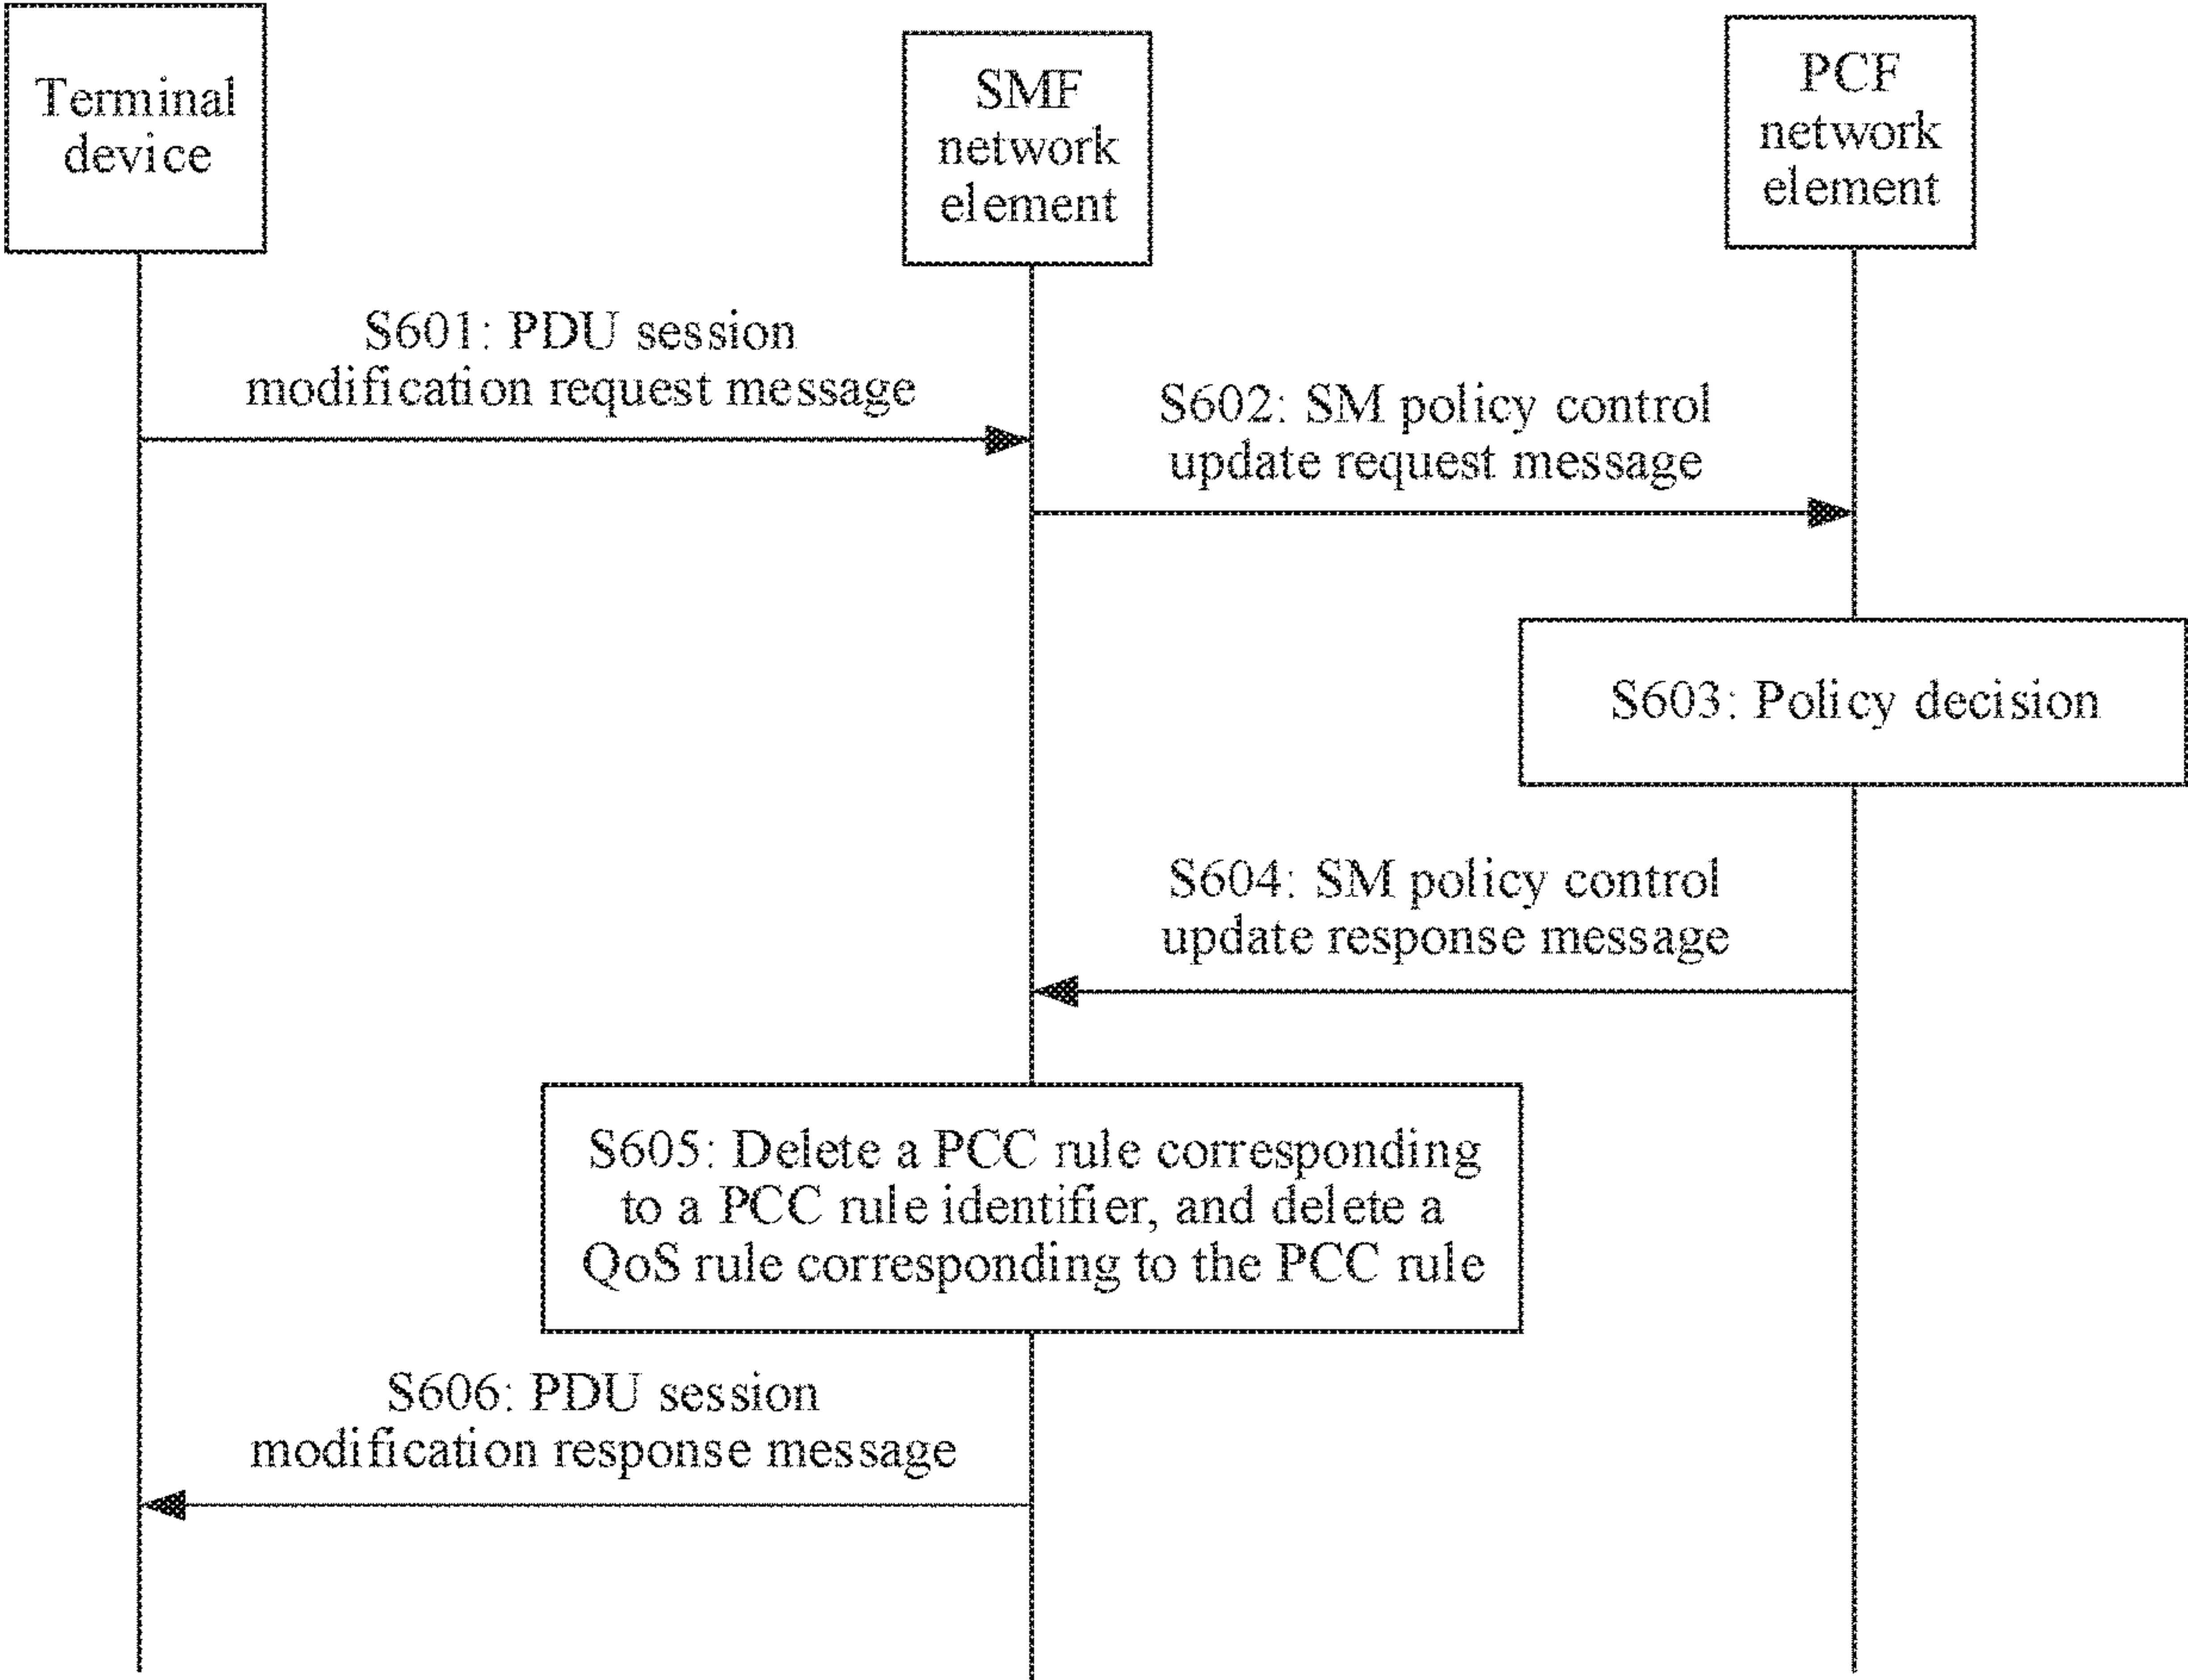 Terminal
device
SMF
network
element
PCF
network
element
S601: PDU session
modification request message
S602: SM policy control
update request message
S603: Policy decision
S604: SM policy control
update response message
S605: Delete a PCC rule corresponding
to a PCC rule identifier, and delete a
QoS rule corresponding to the PCC rule
S606: PDU session
modification response message